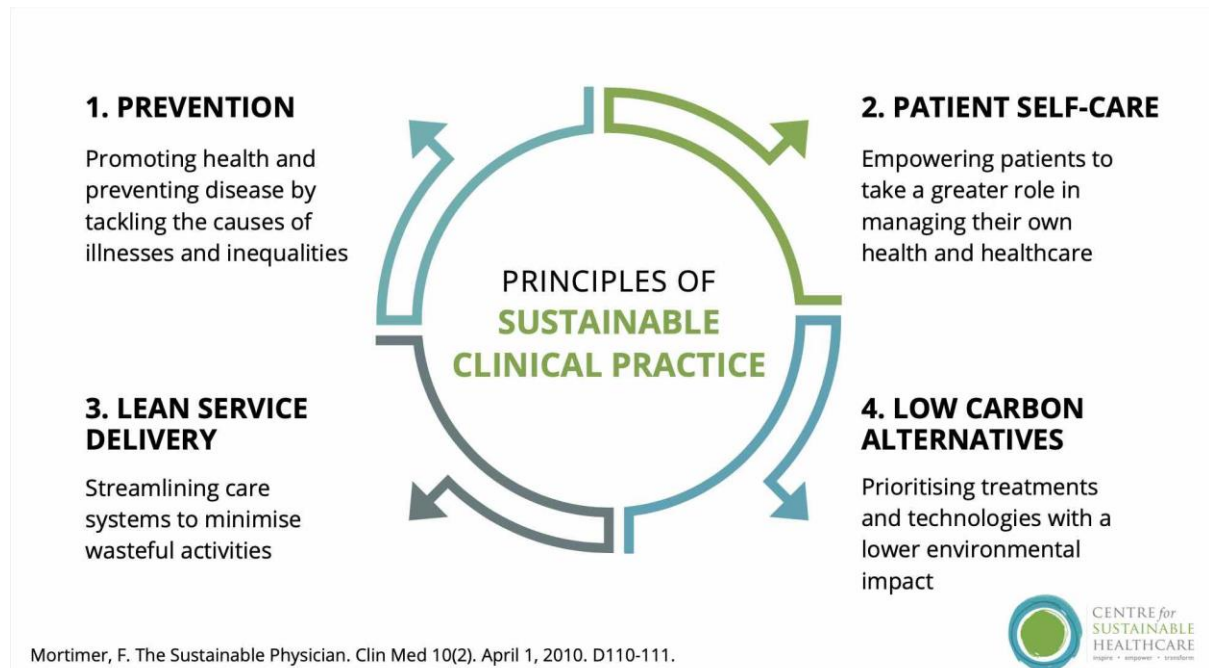 1. PREVENTION
Promoting health and
preventing disease by
tackling the causes of
illnesses and inequalities
2. PATIENT SELF-CARE
Empowering patients to
take a greater role in
managing their own
health and healthcare
PRINCIPLES OF
SUSTAINABLE
CLINICAL PRACTICE
3. LEAN SERVICE
DELIVERY
Streamlining care
systems to minimise
wasteful activities
4. LOW CARBON
ALTERNATIVES
Prioritising treatments
and technologies with a
lower environmental
impact
CENTRE for
SUSTAINABLE
HEALTHCARE
inspire • empower • transform
Mortimer, F. The Sustainable Physician. Clin Med 10(2). April 1, 2010. D110-111.